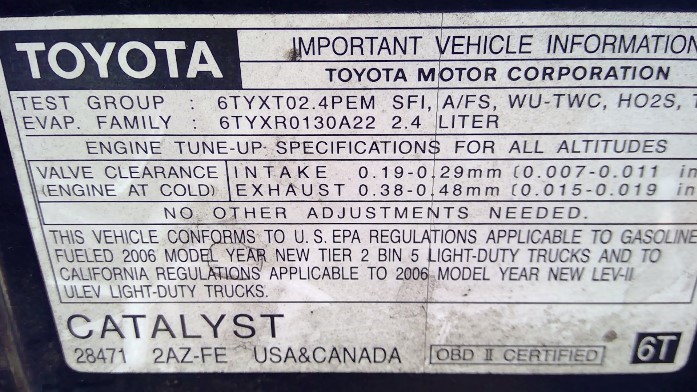 TOYOTA
IMPORTANT VEHICLE INFORMATION
TOYOTA MOTOR CORPORATION
TEST GROUP : 6TYXT02.4PEM SFI, A/FS, WU-TWC, HO2S,
EVAP. FAMILY : 6TYXR0130A22 2.4 LITER
ENGINE TUNE-UP SPECIFICATIONS FOR ALL ALTITUDES
VALVE CLEARANCE INTAKE 0.19-0.29mm (0.007-0.011 in
(ENGINE AT COLD) EXHAUST 0.38-0.48mm (0.015-0.019 in
NO OTHER ADJUSTMENTS NEEDED.
THIS VEHICLE CONFORMS TO U.S. EPA REGULATIONS APPLICABLE TO GASOLINE
FUELED 2006 MODEL YEAR NEW TIER 2 BIN 5 LIGHT-DUTY TRUCKS AND TO
CALIFORNIA REGULATIONS APPLICABLE TO 2006 MODEL YEAR NEW LEV-II
ULEV LIGHT-DUTY TRUCKS.
CATALYST
28471 2AZ-FE USA&CANADA OBD II CERTIFIED 6T